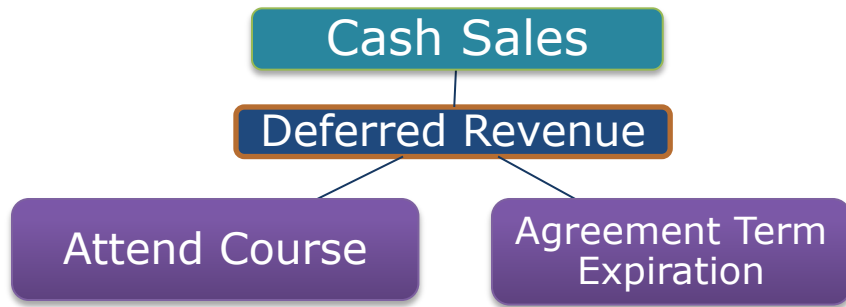 Cash Sales
Deferred Revenue
Attend Course
Agreement Term
Expiration